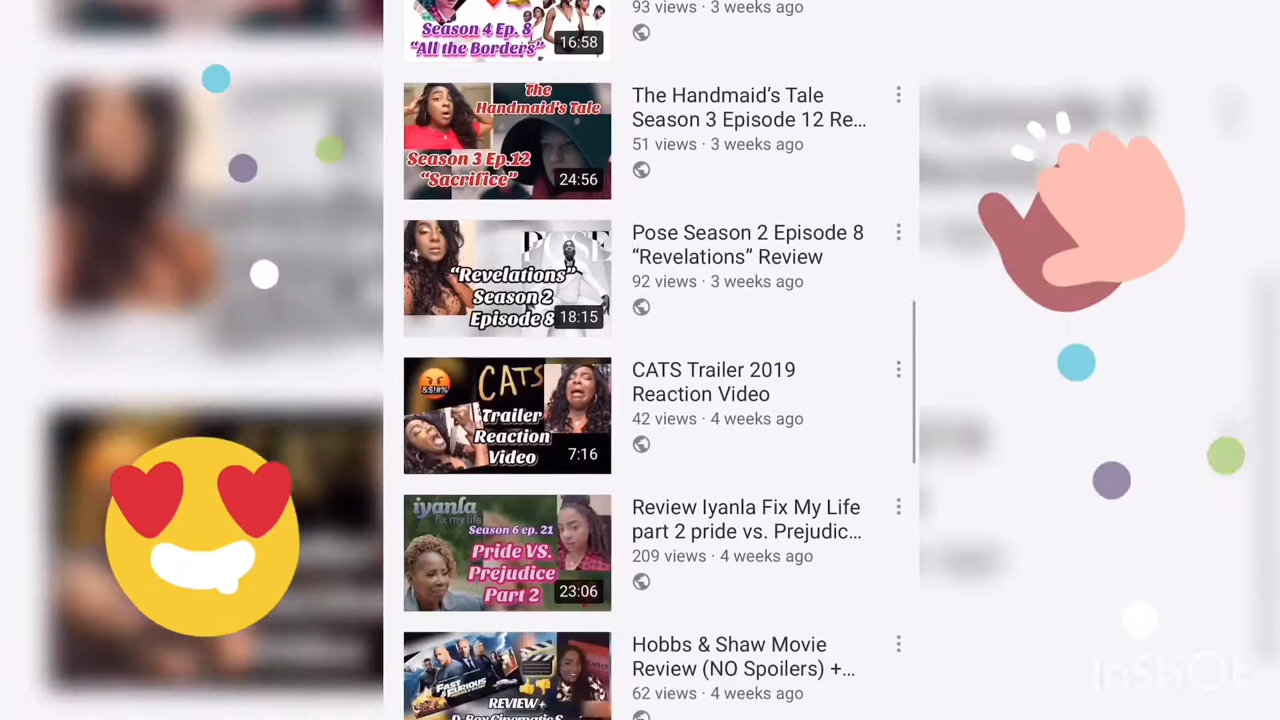 93 views · 3 weeks ago
Season 4 Ep. 8
“All the Borders”
16:58
The Handmaid’s Tale
Season 3 Episode 12 Re…
51 views · 3 weeks ago
The
Handmaid's Tale
Season 3 Ep.12
“Sacrifice”
24:56
Pose Season 2 Episode 8
“Revelations” Review
92 views · 3 weeks ago
POSE
“Revelations”
Season 2
Episode 8
18:15
CATS Trailer 2019
Reaction Video
42 views · 4 weeks ago
&$!#%
CATS
Trailer
Reaction
Video
7:16
Review Iyanla Fix My Life
part 2 pride vs. Prejudic…
209 views · 4 weeks ago
iyanla
fix my life
Season 6 ep. 21
Pride VS.
Prejudice
Part 2
23:06
Hobbs & Shaw Movie
Review (NO Spoilers) +…
62 views · 4 weeks ago
FAST & FURIOUS
REVIEW+
D-Box Cinematic
InShOt